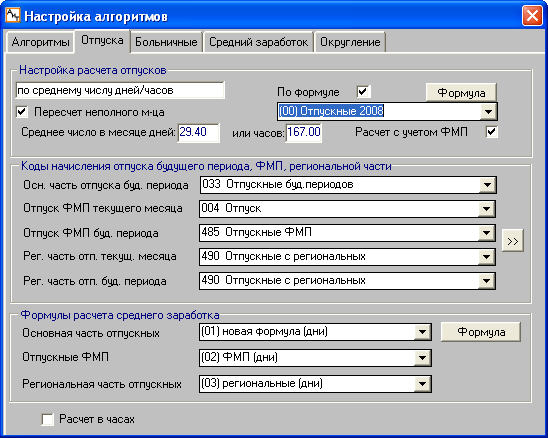 Настройка алгоритмов
Алгоритмы Отпуска Больничные Средний заработок Округление
Настройка расчета отпусков
по среднему числу дней/часов По формуле Формула
Пересчет неполного м-ца (00) Отпускные 2008
Среднее число в месяце дней: 29.40 или часов: 167.00 Расчет с учетом ФМП
Коды начисления отпуска будущего периода, ФМП, региональной части
Осн. часть отпуска буд. периода 033 Отпускные буд.периодов
Отпуск ФМП текущего месяца 004 Отпуск
Отпуск ФМП буд. периода 485 Отпускные ФМП
>>
Рег. часть отп. текущ. месяца 490 Отпускные с региональных
Рег. часть отп. буд. периода 490 Отпускные с региональных
Формулы расчета среднего заработка
Основная часть отпускных (01) новая формула (дни) Формула
Отпускные ФМП (02) ФМП (дни)
Региональная часть отпускных (03) региональные (дни)
Расчет в часах